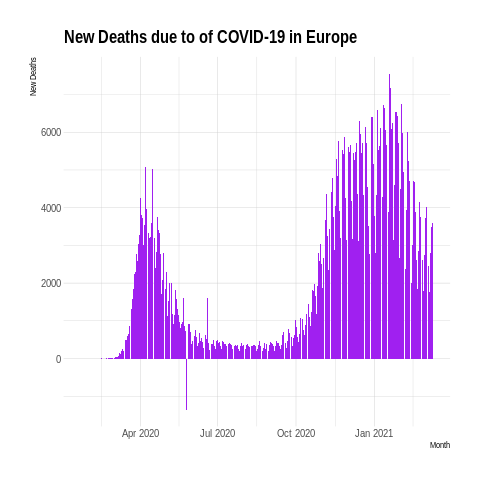 New Deaths due to of COVID-19 in Europe
New Deaths
6000
4000
2000
0
Apr 2020 Jul 2020 Oct 2020 Jan 2021
Month